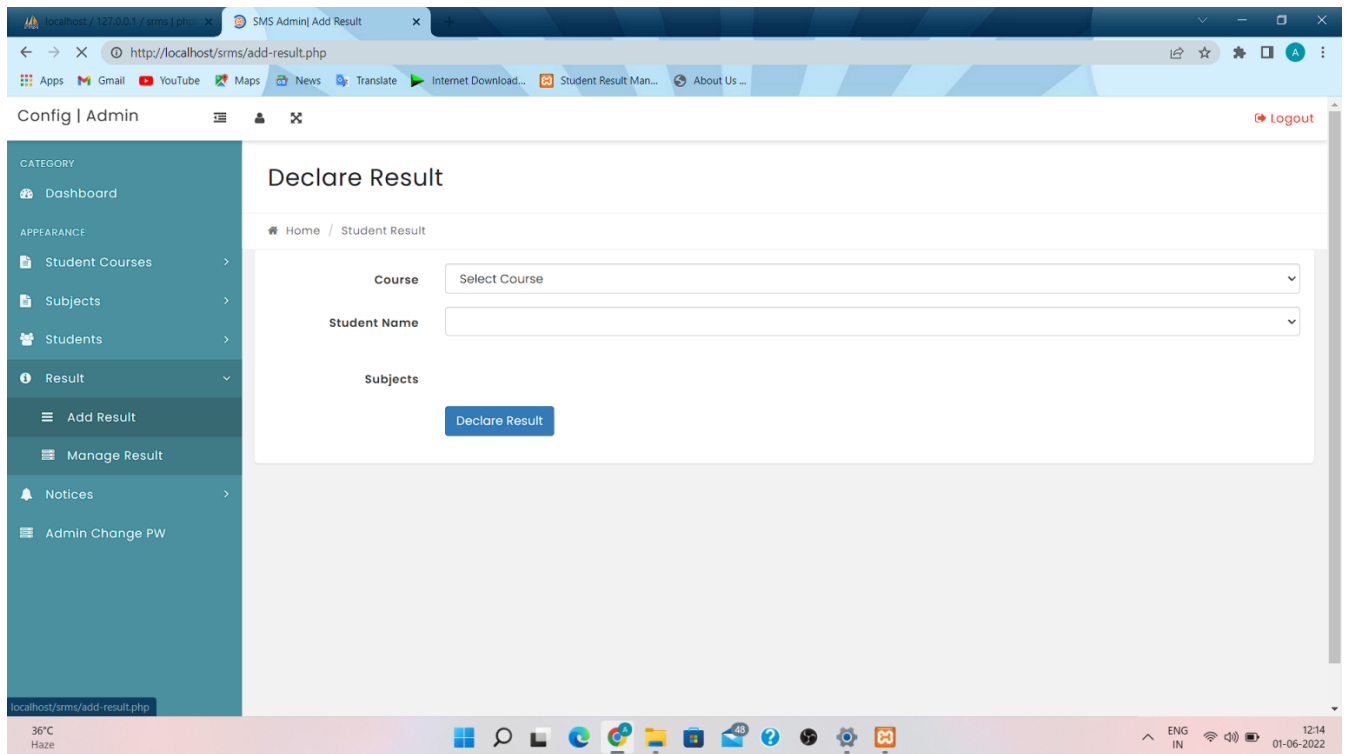 localhost / 127.0.0.1 / srms | php
SMS Admin| Add Result
http://localhost/srms/add-result.php
A
Apps Gmail YouTube Maps News Translate Internet Download... Student Result Man... About Us ...
Config | Admin
Logout
CATEGORY
Dashboard
APPEARANCE
Student Courses
Subjects
Students
Result
Add Result
Manage Result
Notices
Admin Change PW
Declare Result
Home / Student Result
Course
Select Course
Student Name
Subjects
Declare Result
localhost/srms/add-result.php
36°C
Haze
48
ENG
IN
12:14
01-06-2022